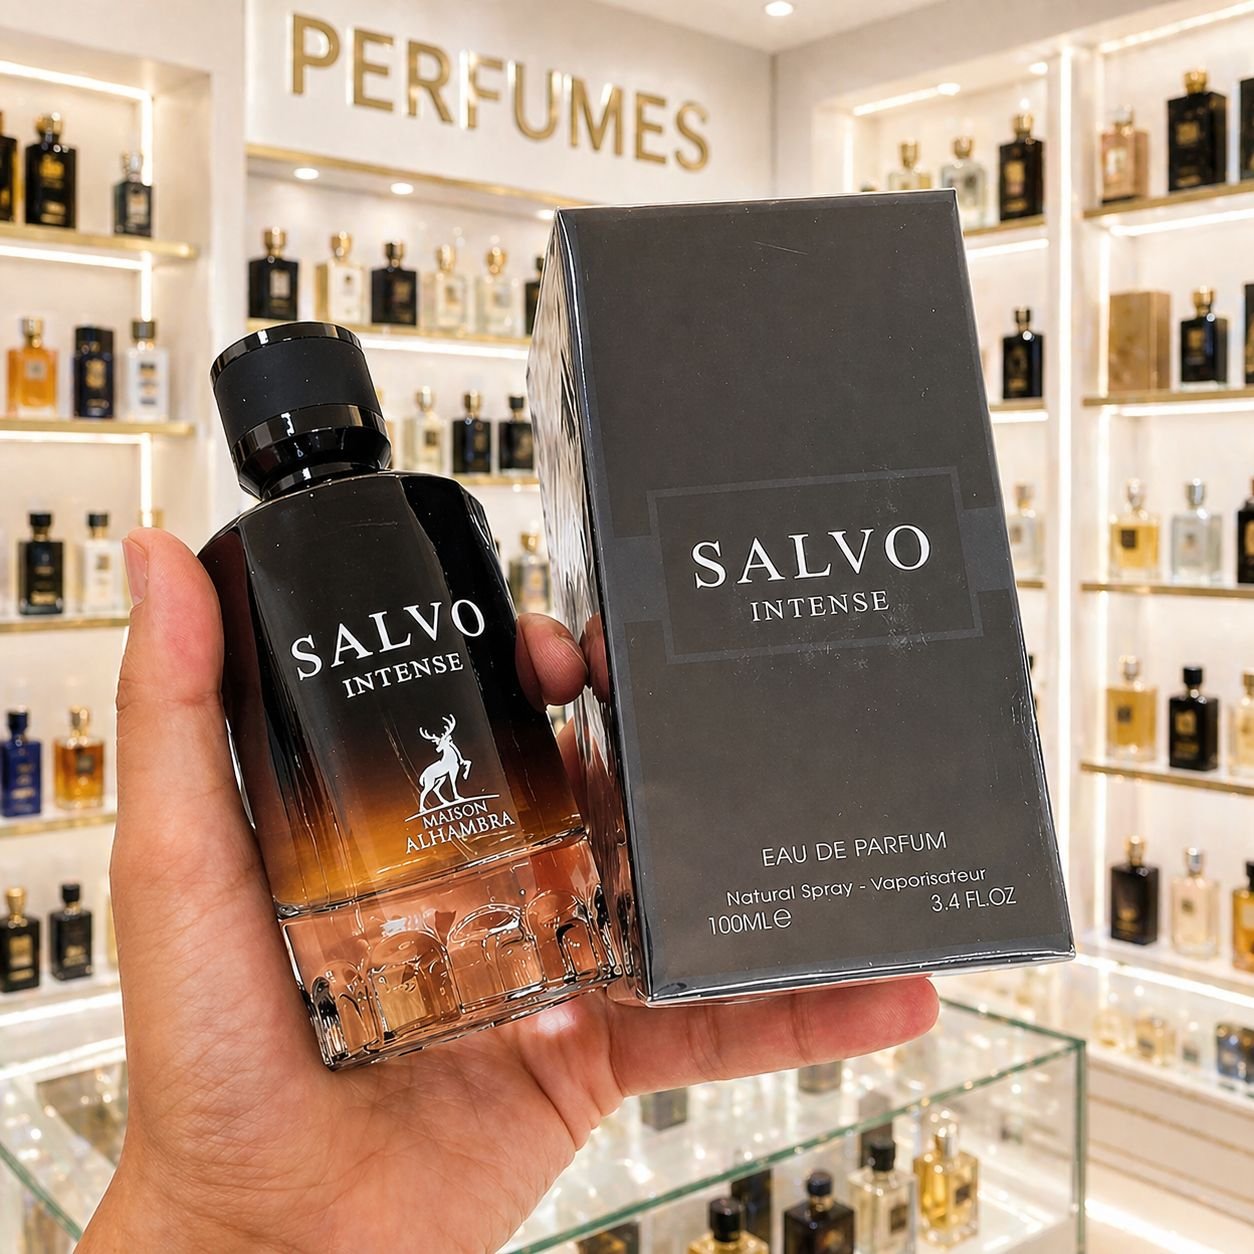 PERFUMES
SALVO
INTENSE
MAISON
ALHAMBRA
SALVO
INTENSE
EAU DE PARFUM
Natural Spray - Vaporisateur
100ML℮ 3.4 FL.OZ